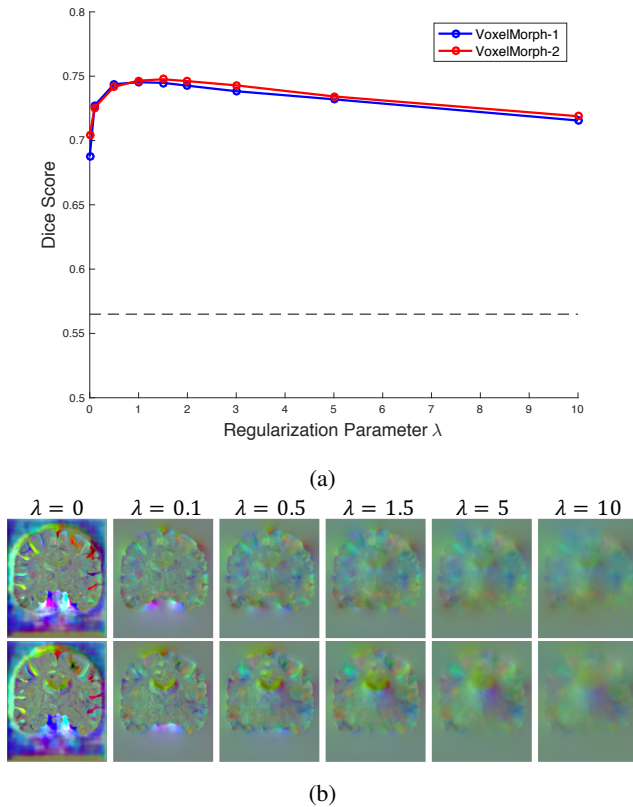 0.8
VoxelMorph-1
VoxelMorph-2
0.75
0.7
0.65
0.6
0.55
0.5
Dice Score
0 1 2 3 4 5 6 7 8 9 10
Regularization Parameter λ
(a)
λ = 0 λ = 0.1 λ = 0.5 λ = 1.5 λ = 5 λ = 10
(b)